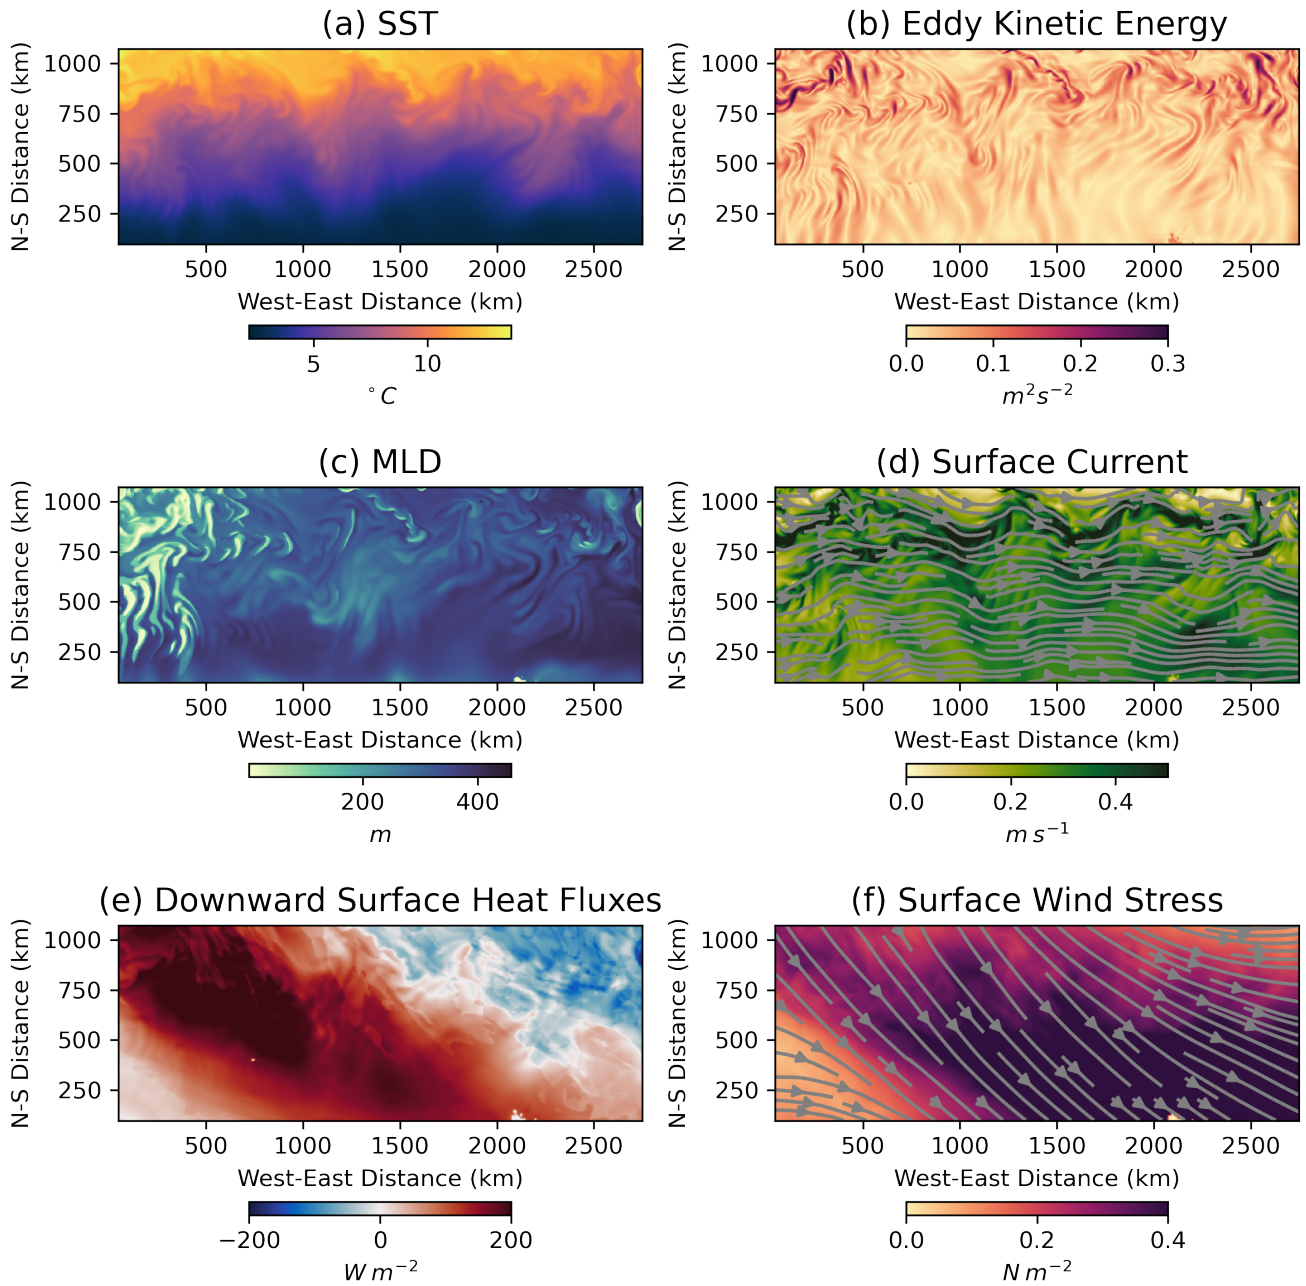 (a) SST
N-S Distance (km)
1000
750
500
250
500 1000 1500 2000 2500
West-East Distance (km)
5 10
°C
(b) Eddy Kinetic Energy
N-S Distance (km)
1000
750
500
250
500 1000 1500 2000 2500
West-East Distance (km)
0.0 0.1 0.2 0.3
m²s⁻²
(c) MLD
N-S Distance (km)
1000
750
500
250
500 1000 1500 2000 2500
West-East Distance (km)
200 400
m
(d) Surface Current
N-S Distance (km)
1000
750
500
250
500 1000 1500 2000 2500
West-East Distance (km)
0.0 0.2 0.4
m s⁻¹
(e) Downward Surface Heat Fluxes
N-S Distance (km)
1000
750
500
250
500 1000 1500 2000 2500
West-East Distance (km)
−200 0 200
W m⁻²
(f) Surface Wind Stress
N-S Distance (km)
1000
750
500
250
500 1000 1500 2000 2500
West-East Distance (km)
0.0 0.2 0.4
N m⁻²